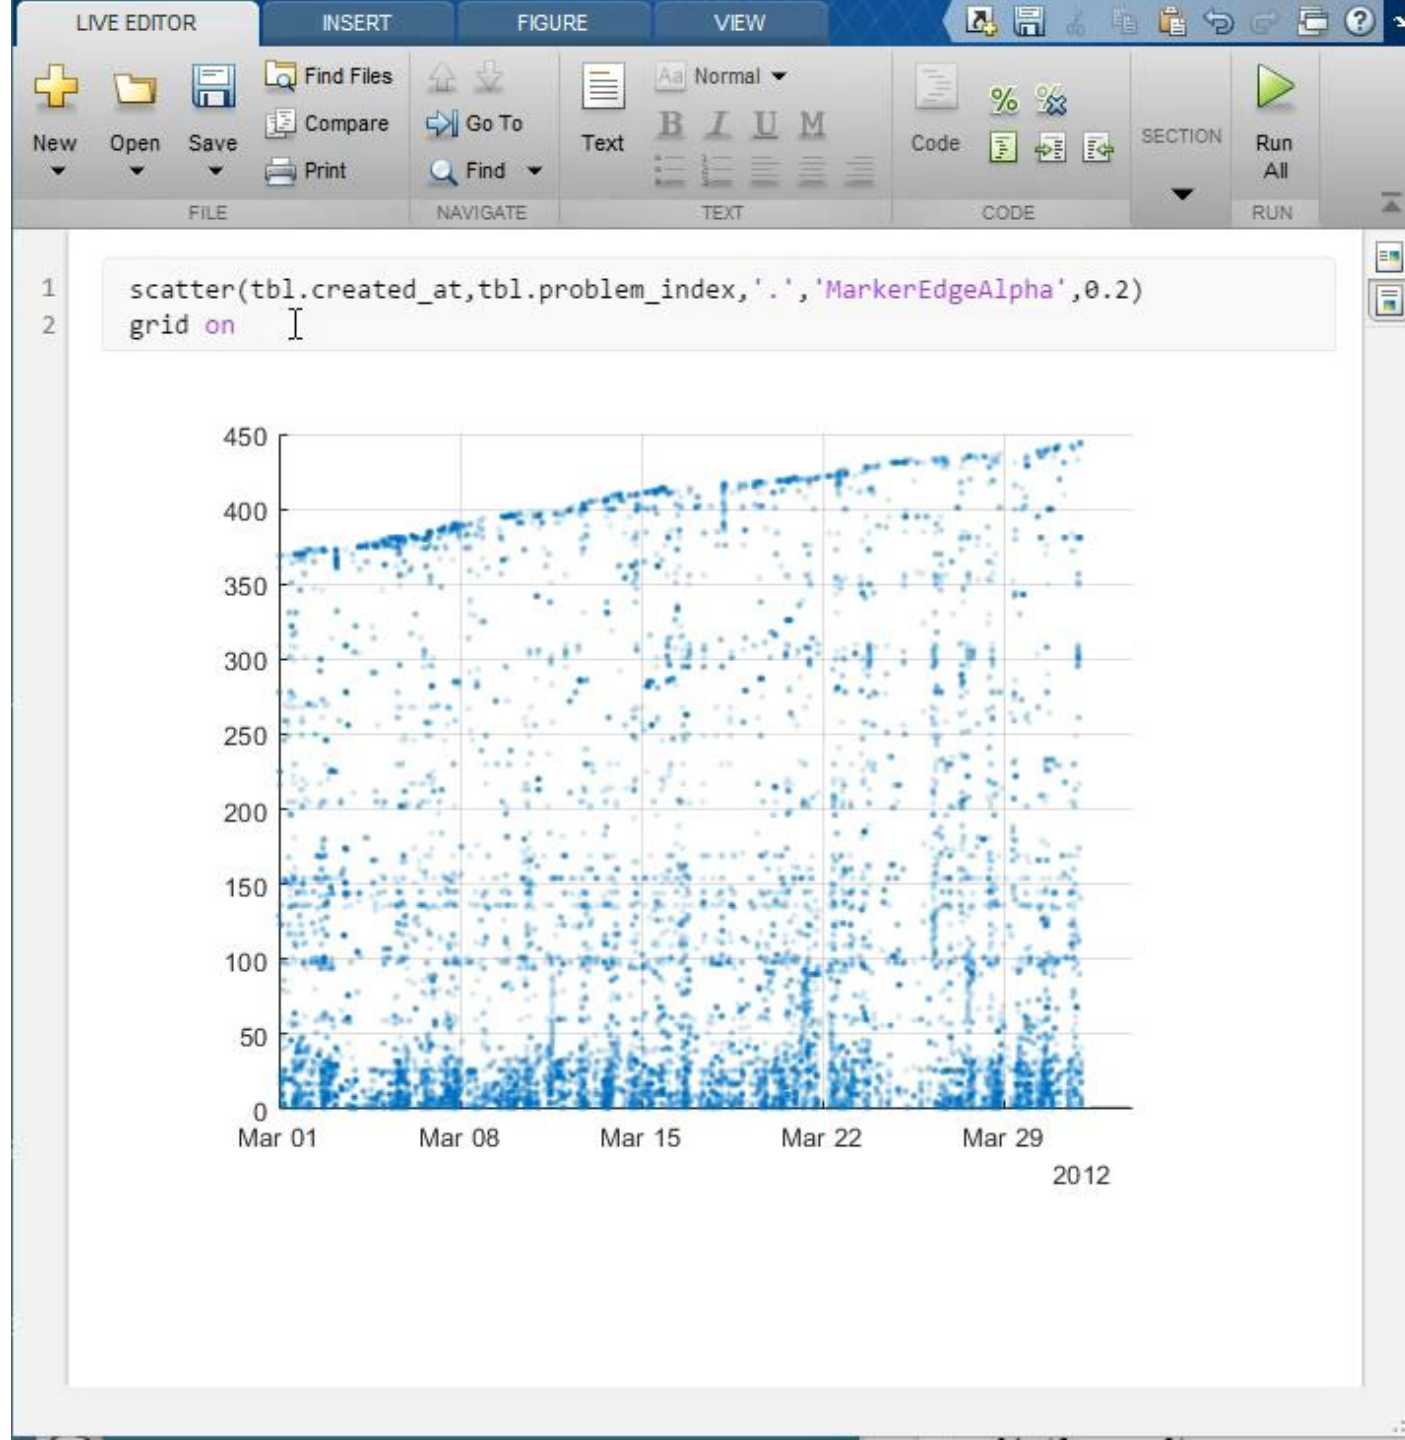 LIVE EDITOR INSERT FIGURE VIEW
New Open Save Find Files Compare Print
Go To Find
Text Aa Normal
B I U M
Code % %
SECTION
Run All
FILE NAVIGATE TEXT CODE RUN
1 scatter(tbl.created_at,tbl.problem_index,'.','MarkerEdgeAlpha',0.2)
2 grid on
450
400
350
300
250
200
150
100
50
0
Mar 01 Mar 08 Mar 15 Mar 22 Mar 29
2012